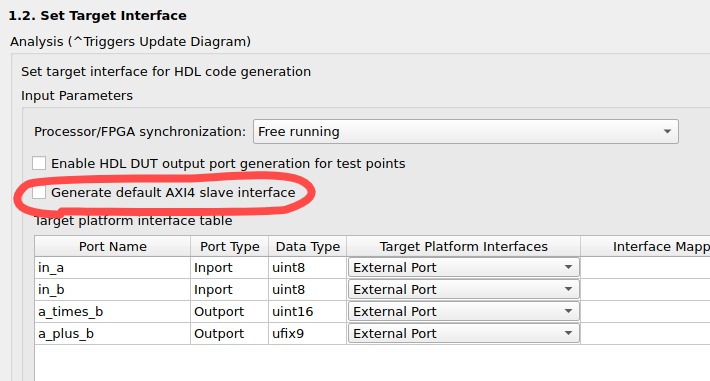 1.2. Set Target Interface
Analysis (^Triggers Update Diagram)
Set target interface for HDL code generation
Input Parameters
Processor/FPGA synchronization: Free running
Enable HDL DUT output port generation for test points
Generate default AXI4 slave interface
Target platform interface table
Port Name Port Type Data Type Target Platform Interfaces Interface Mapp
in_a Inport uint8 External Port
in_b Inport uint8 External Port
a_times_b Outport uint16 External Port
a_plus_b Outport ufix9 External Port